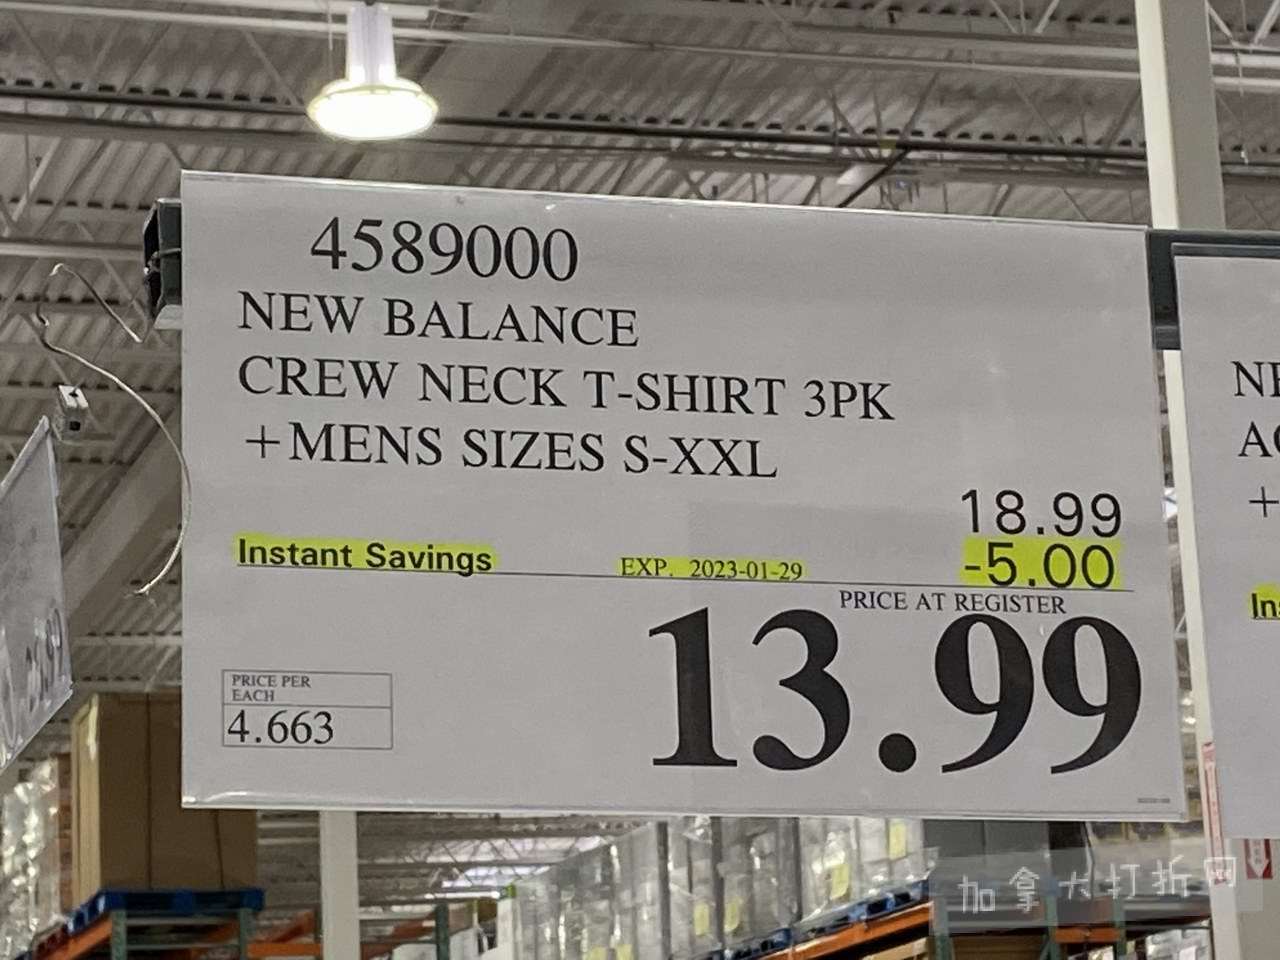 4589000
NEW BALANCE
CREW NECK T-SHIRT 3PK
+MENS SIZES S-XXL
18.99
Instant Savings EXP. 2023-01-29 -5.00
PRICE AT REGISTER
13.99
PRICE PER
EACH
4.663
+
加拿大打折网